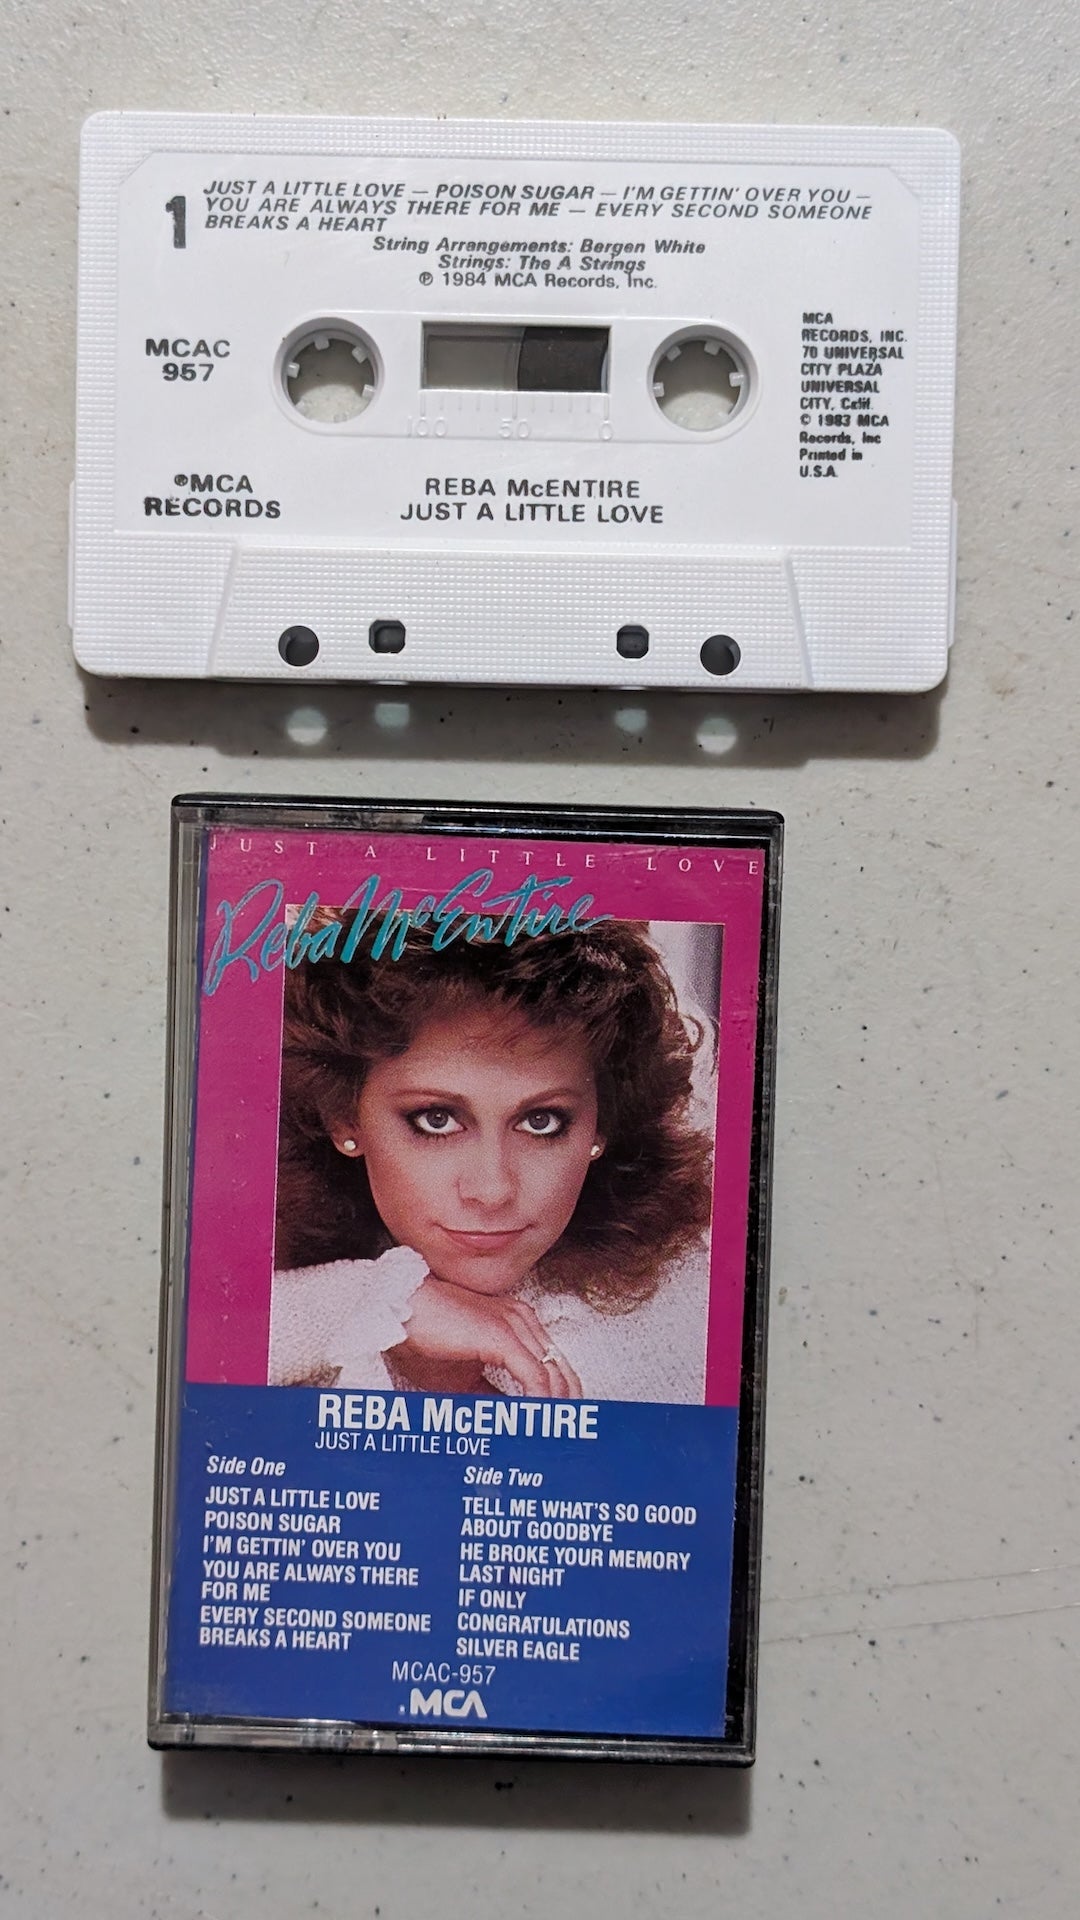 1
JUST A LITTLE LOVE — POISON SUGAR — I'M GETTIN' OVER YOU —
YOU ARE ALWAYS THERE FOR ME — EVERY SECOND SOMEONE
BREAKS A HEART
String Arrangements: Bergen White
Strings: The A Strings
℗ 1984 MCA Records, Inc.
MCAC
957
100 50 0
MCA
RECORDS, INC.
70 UNIVERSAL
CITY PLAZA
UNIVERSAL
CITY, Calif.
© 1983 MCA
Records, Inc
Printed in
U.S.A.
®MCA
RECORDS
REBA McENTIRE
JUST A LITTLE LOVE
JUST A LITTLE LOVE
Reba McEntire
REBA McENTIRE
JUST A LITTLE LOVE
Side One
JUST A LITTLE LOVE
POISON SUGAR
I'M GETTIN' OVER YOU
YOU ARE ALWAYS THERE
FOR ME
EVERY SECOND SOMEONE
BREAKS A HEART
Side Two
TELL ME WHAT'S SO GOOD
ABOUT GOODBYE
HE BROKE YOUR MEMORY
LAST NIGHT
IF ONLY
CONGRATULATIONS
SILVER EAGLE
MCAC-957
.MCA